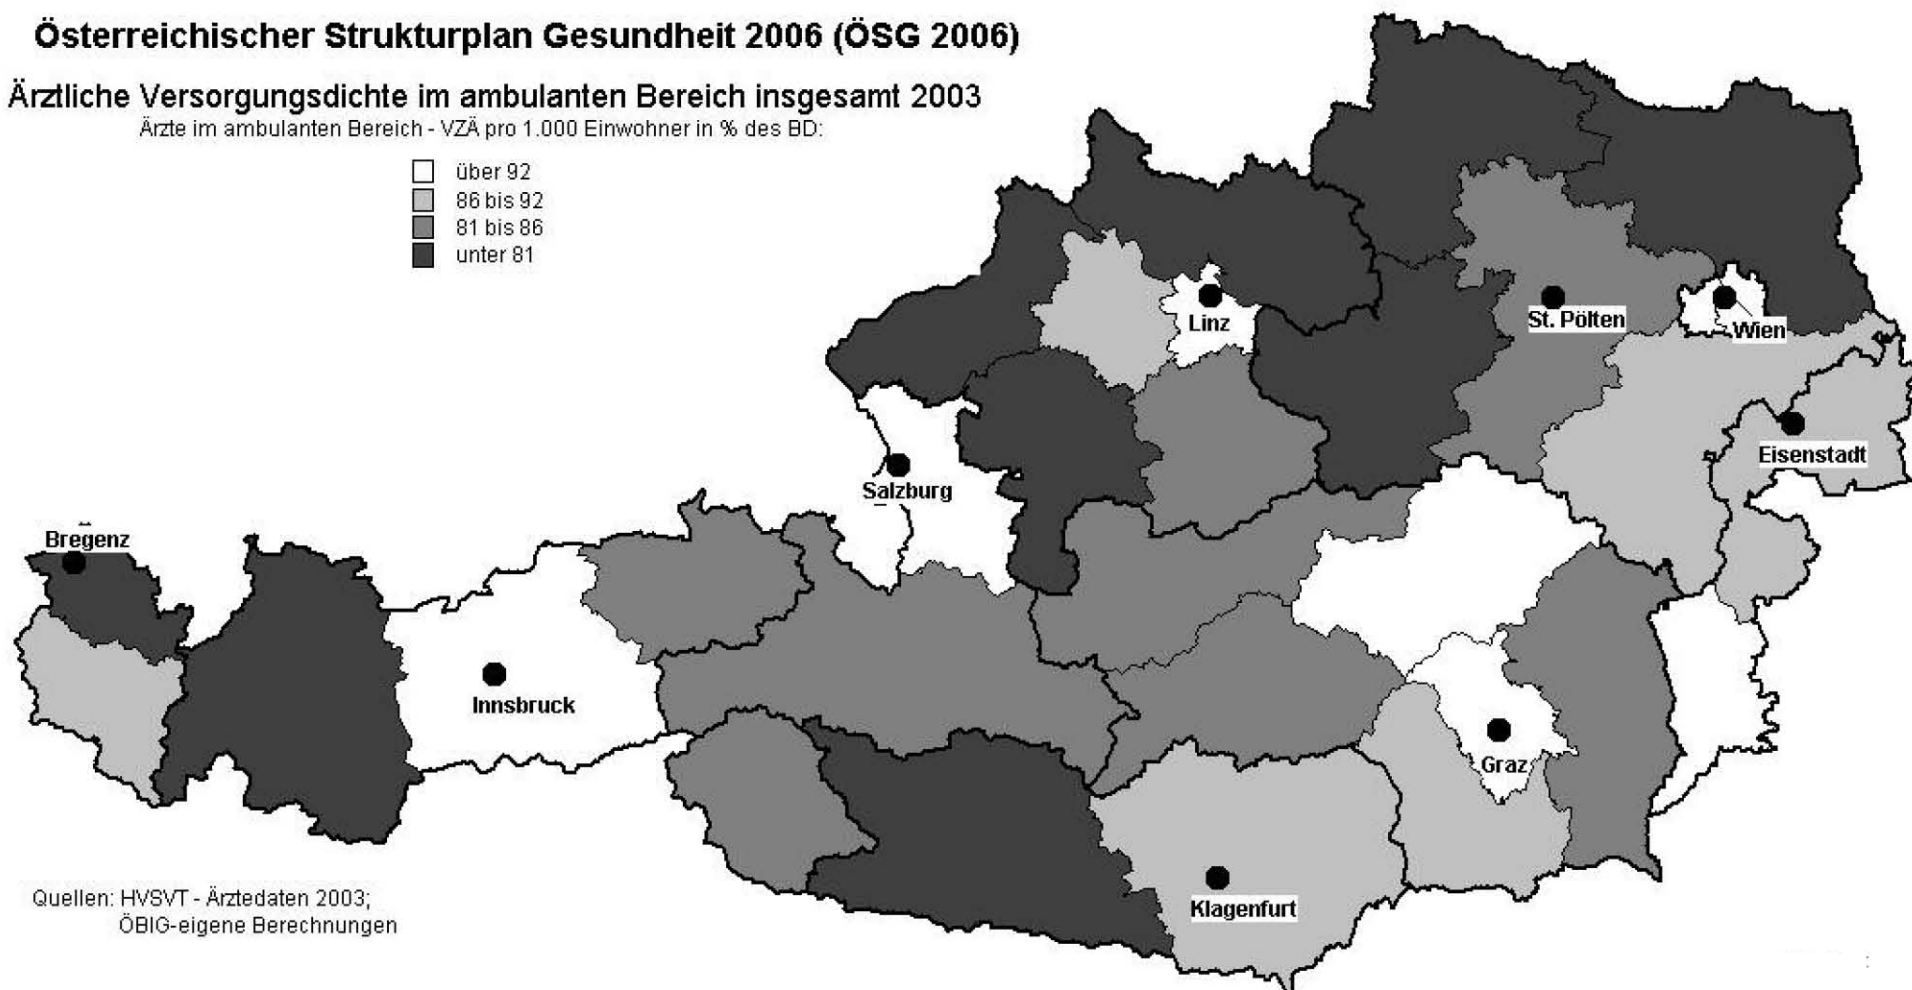 Österreichischer Strukturplan Gesundheit 2006 (ÖSG 2006)
Ärztliche Versorgungsdichte im ambulanten Bereich insgesamt 2003
Ärzte im ambulanten Bereich - VZÄ pro 1.000 Einwohner in % des BD:
über 92
86 bis 92
81 bis 86
unter 81
Linz
St. Pölten
Wien
Eisenstadt
Salzburg
Bregenz
Innsbruck
Graz
Klagenfurt
Quellen: HVSVT - Ärztedaten 2003;
ÖBIG-eigene Berechnungen